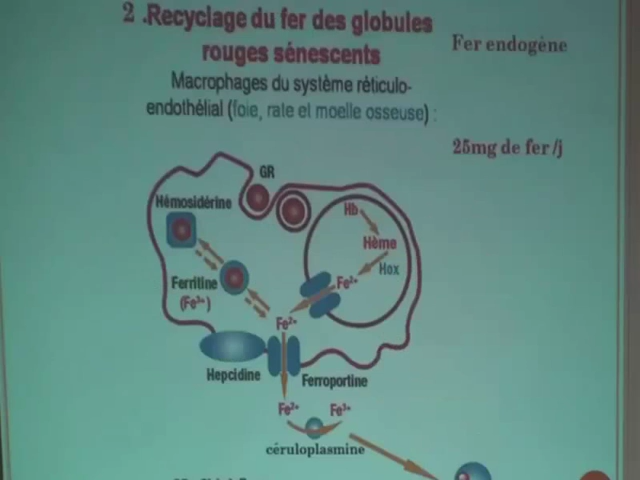 2 .Recyclage du fer des globules
rouges sénescents
Fer endogéne
Macrophages du système réticulo-
endothélial (foie, rate et moelle osseuse) :
25mg de fer /j
GR
Hémosidérine
Hb
Hème
Hox
Ferritine
(Fe³⁺)
Fe²⁺
Fe²⁺
Hepcidine
Ferroportine
Fe²⁺
Fe³⁺
céruloplasmine